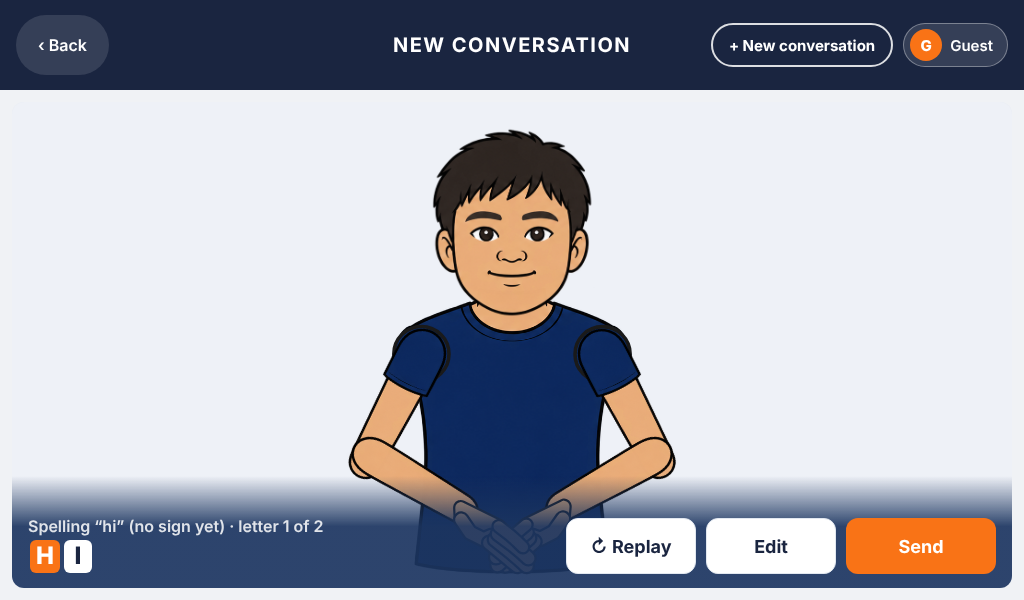 ‹ Back
NEW CONVERSATION
+ New conversation
G Guest
Spelling “hi” (no sign yet) · letter 1 of 2
H I
↻ Replay
Edit
Send